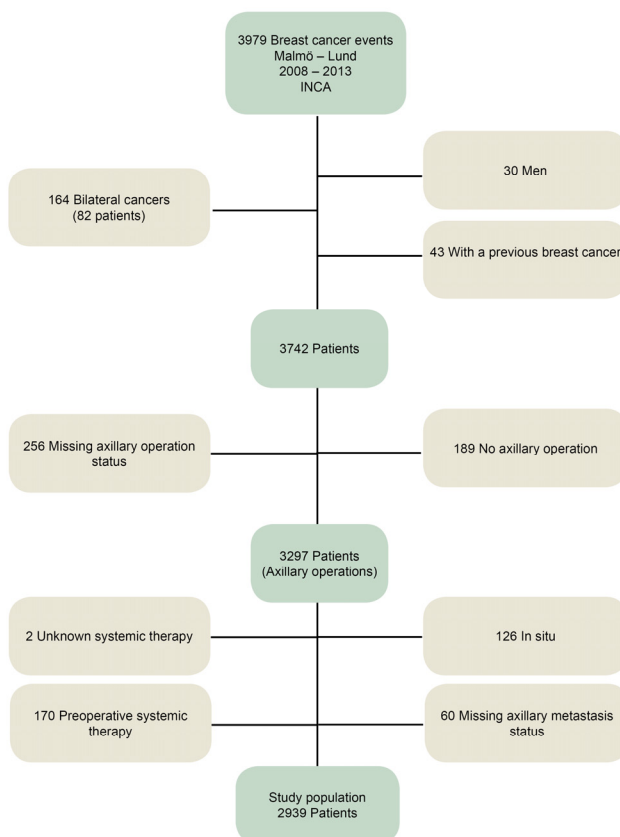 3979 Breast cancer events
Malmö – Lund
2008 – 2013
INCA
30 Men
164 Bilateral cancers
(82 patients)
43 With a previous breast cancer
3742 Patients
256 Missing axillary operation
status
189 No axillary operation
3297 Patients
(Axillary operations)
2 Unknown systemic therapy
126 In situ
170 Preoperative systemic
therapy
60 Missing axillary metastasis
status
Study population
2939 Patients